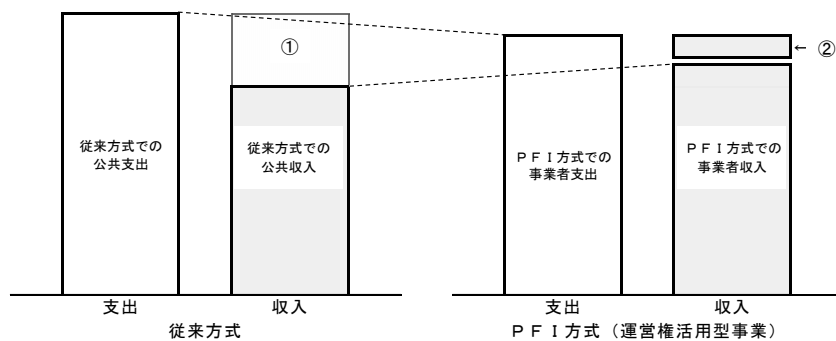 ①
← ②
従来方式での
公共支出
従来方式での
公共収入
ＰＦＩ方式での
事業者支出
ＰＦＩ方式での
事業者収入
支出
収入
支出
収入
従来方式
ＰＦＩ方式（運営権活用型事業）